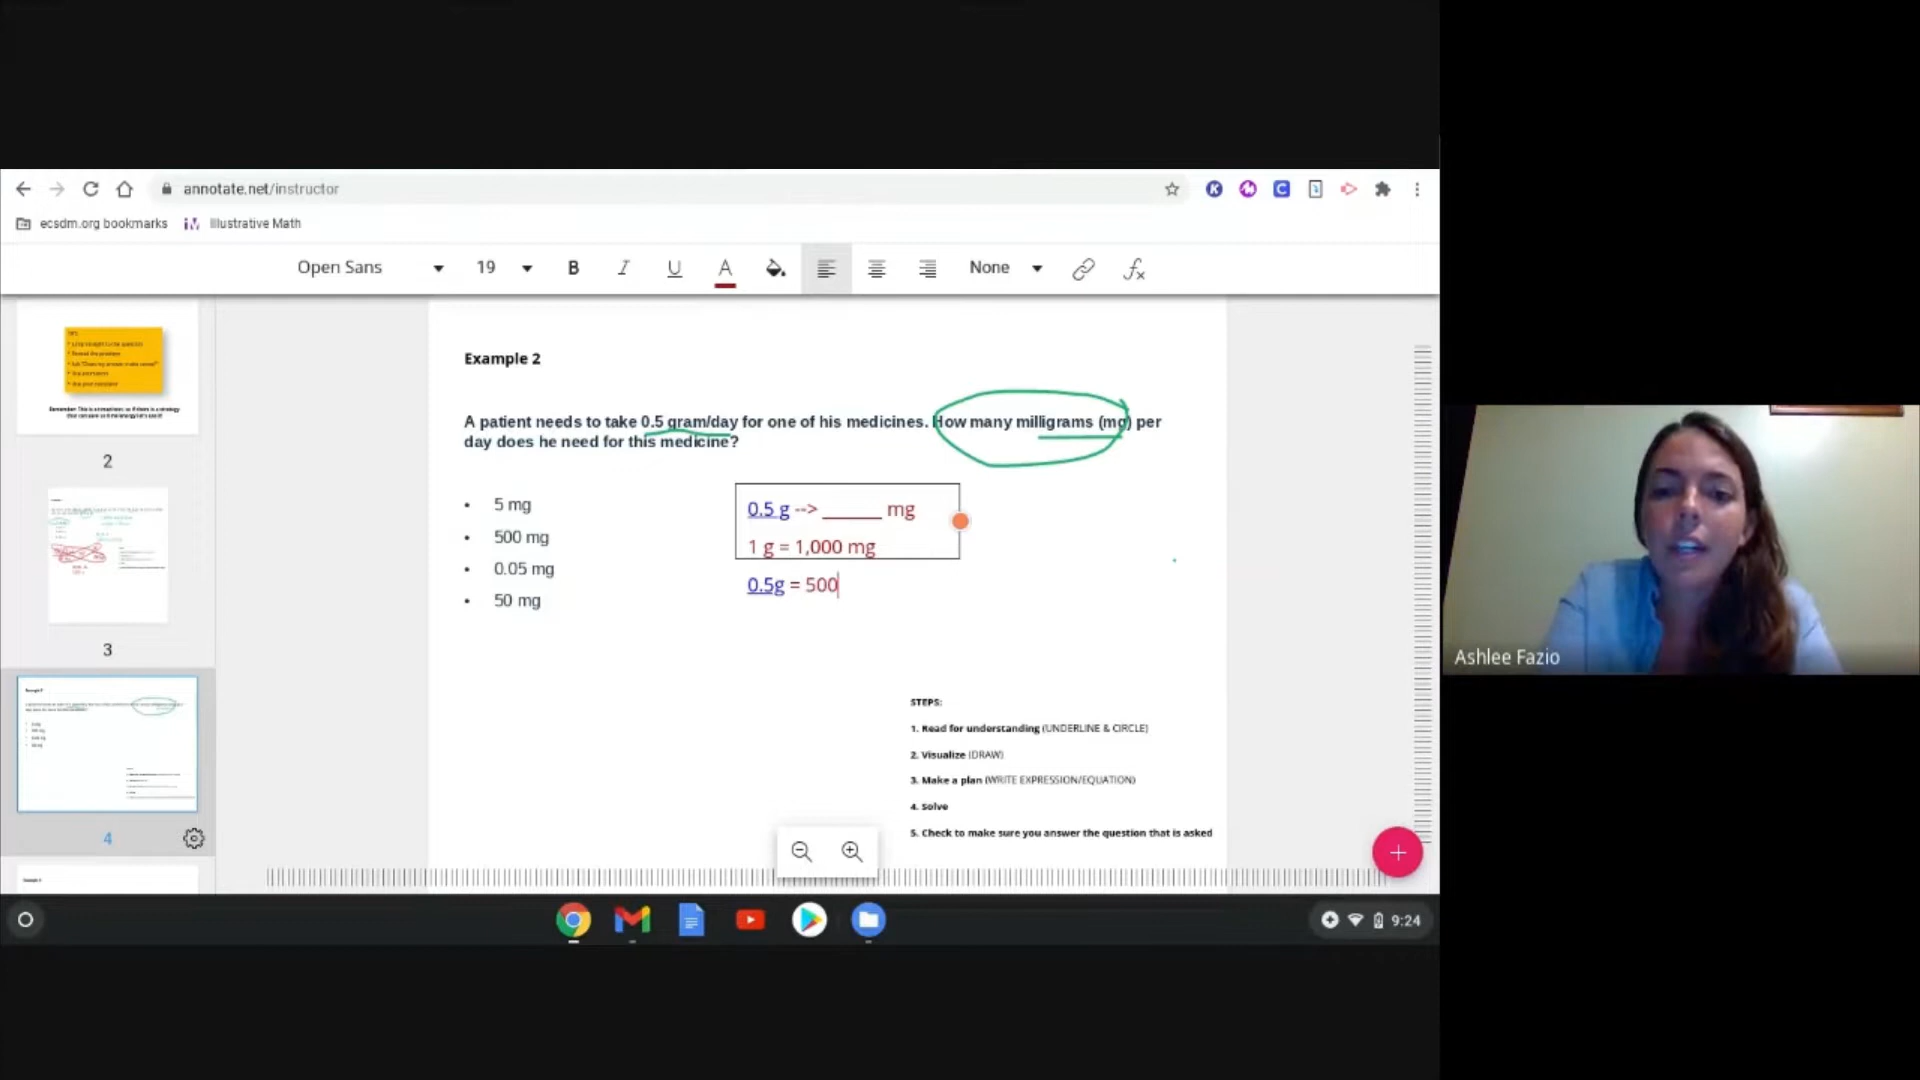 annotate.net/instructor
ecsdm.org bookmarks Illustrative Math
Open Sans 19 B I U A None
2
3
4
Example 2
A patient needs to take 0.5 gram/day for one of his medicines. How many milligrams (mg) per
day does he need for this medicine?
• 5 mg
• 500 mg
• 0.05 mg
• 50 mg
0.5 g --> ______ mg
1 g = 1,000 mg
0.5g = 500
STEPS:
1. Read for understanding (UNDERLINE & CIRCLE)
2. Visualize (DRAW)
3. Make a plan (WRITE EXPRESSION/EQUATION)
4. Solve
5. Check to make sure you answer the question that is asked
9:24
Ashlee Fazio